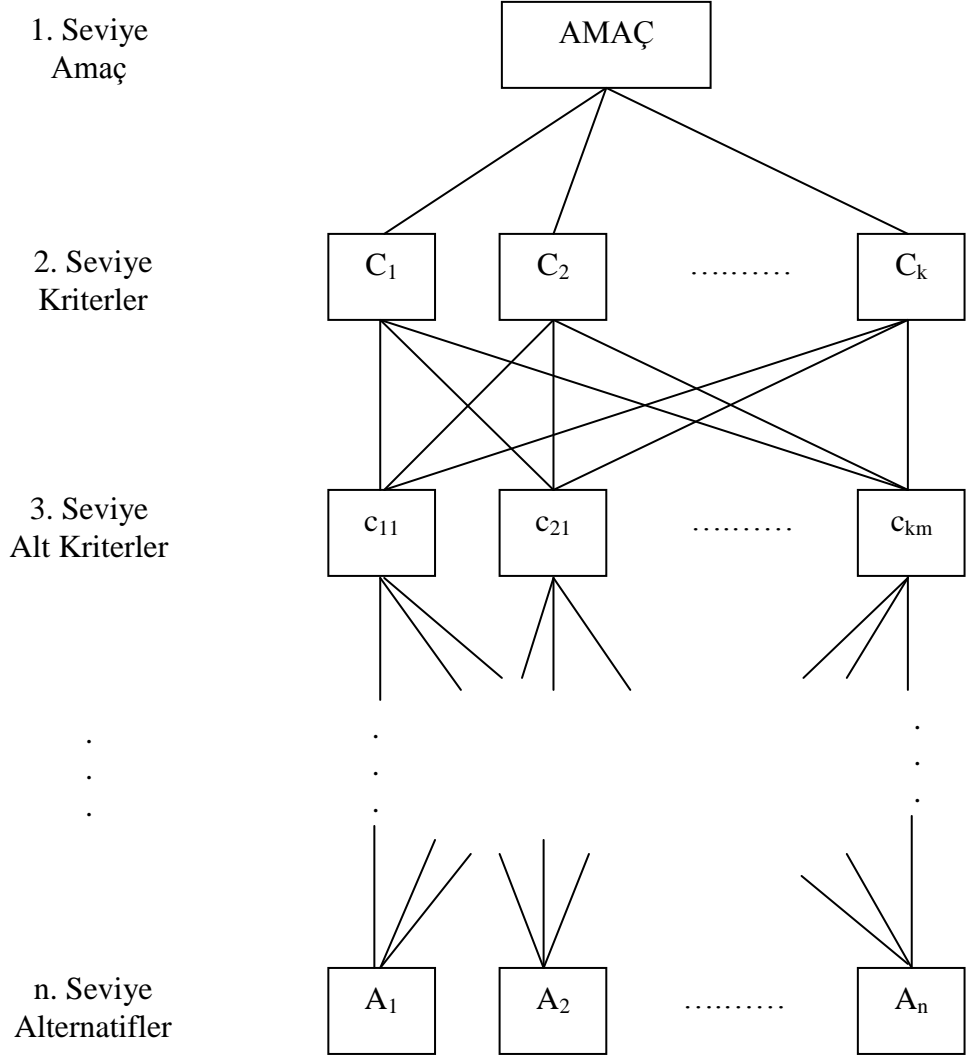 1. Seviye
Amaç
AMAÇ
2. Seviye
Kriterler
C₁
C₂
……….
Cₖ
3. Seviye
Alt Kriterler
c₁₁
c₂₁
……….
cₖₘ
.
.
.
.
.
.
.
.
.
n. Seviye
Alternatifler
A₁
A₂
……….
Aₙ